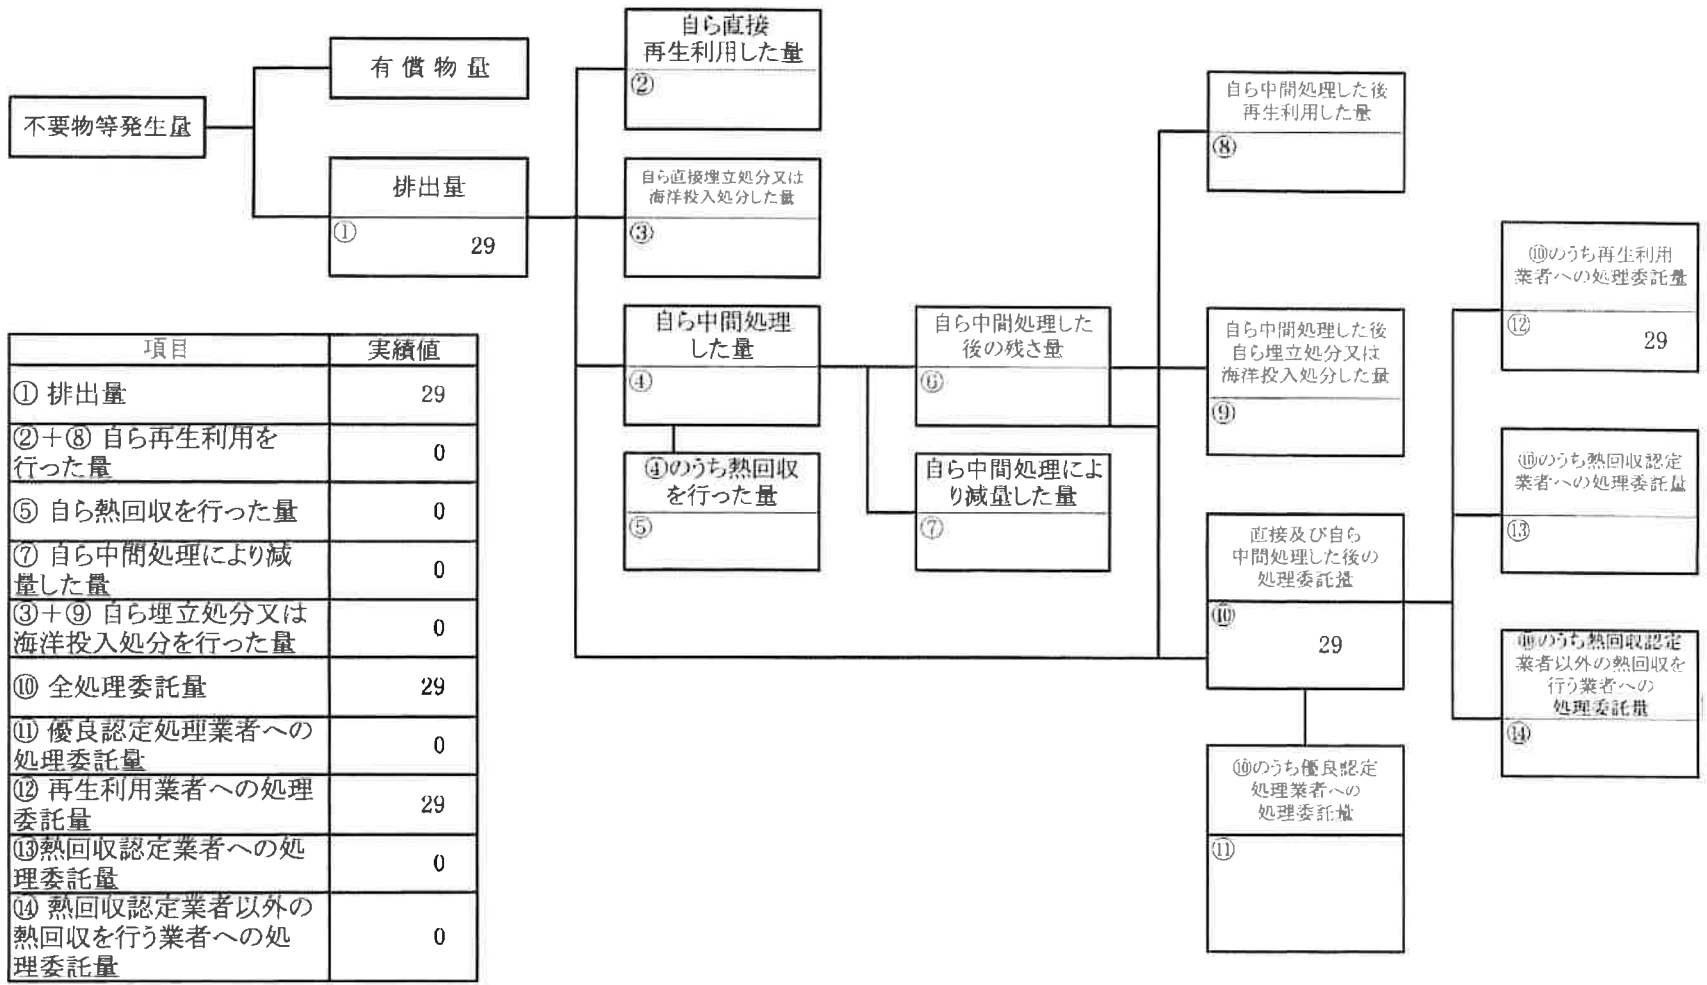 不要物等発生量
有償物量
排出量
①
29
自ら直接
再生利用した量
②
自ら直接埋立処分又は
海洋投入処分した量
③
自ら中間処理
した量
④
④のうち熱回収
を行った量
⑤
自ら中間処理した
後の残さ量
⑥
自ら中間処理によ
り減量した量
⑦
自ら中間処理した後
再生利用した量
⑧
自ら中間処理した後
自ら埋立処分又は
海洋投入処分した量
⑨
直接及び自ら
中間処理した後の
処理委託量
⑩
29
⑩のうち優良認定
処理業者への
処理委託量
⑪
⑩のうち再生利用
業者への処理委託量
⑫
29
⑩のうち熱回収認定
業者への処理委託量
⑬
⑩のうち熱回収認定
業者以外の熱回収を
行う業者への
処理委託量
⑭
項目 実績値
① 排出量 29
②+⑧ 自ら再生利用を
行った量 0
⑤ 自ら熱回収を行った量 0
⑦ 自ら中間処理により減
量した量 0
③+⑨ 自ら埋立処分又は
海洋投入処分を行った量 0
⑩ 全処理委託量 29
⑪ 優良認定処理業者への
処理委託量 0
⑫ 再生利用業者への処理
委託量 29
⑬熱回収認定業者への処
理委託量 0
⑭ 熱回収認定業者以外の
熱回収を行う業者への処
理委託量 0